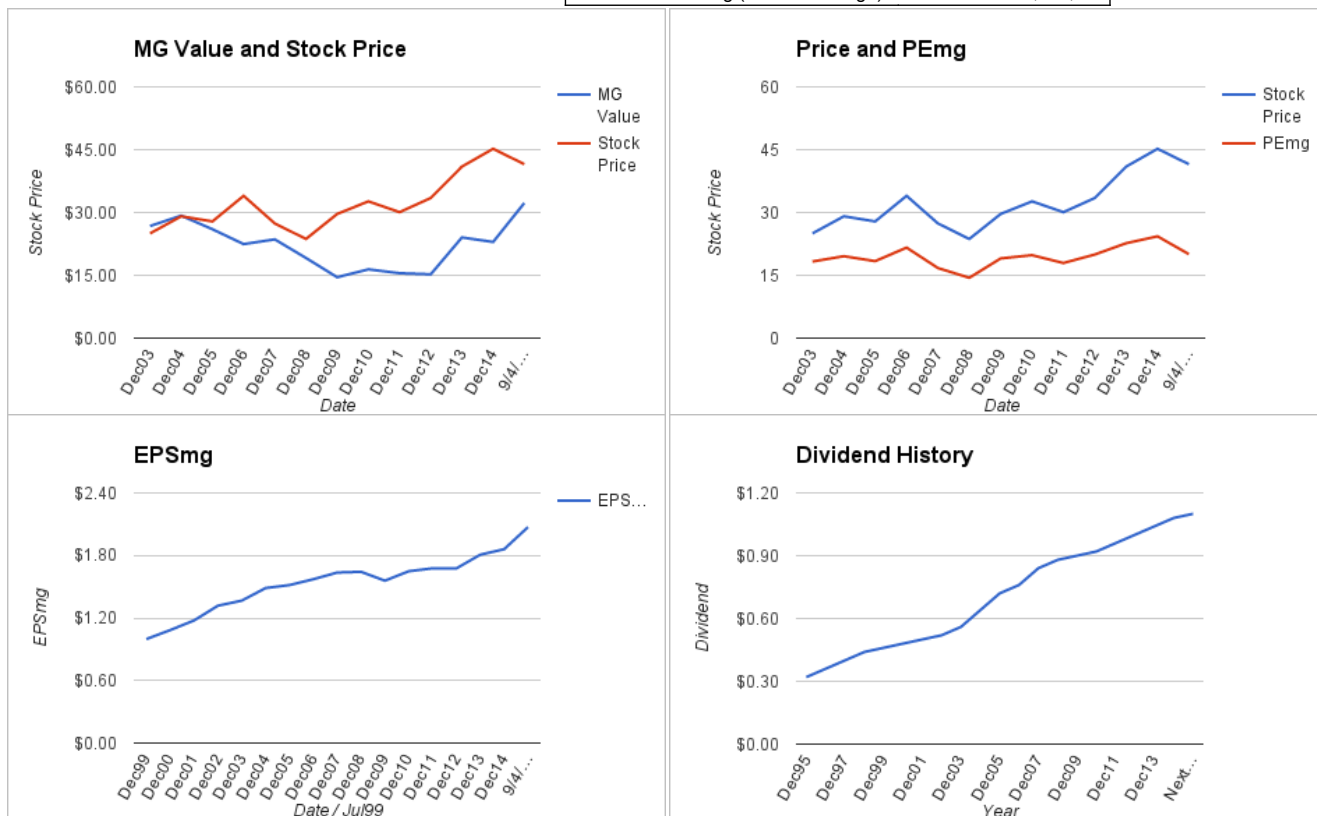 MG Value and Stock Price
$60.00
$45.00
$30.00
$15.00
$0.00
Stock Price
MG
Value
Stock
Price
Dec03
Dec04
Dec05
Dec06
Dec07
Dec08
Dec09
Dec10
Dec11
Dec12
Dec13
Dec14
9/4/...
Date
Price and PEmg
60
45
30
15
0
Stock Price
Stock
Price
PEmg
Dec03
Dec04
Dec05
Dec06
Dec07
Dec08
Dec09
Dec10
Dec11
Dec12
Dec13
Dec14
9/4/...
Date
EPSmg
$2.40
$1.80
$1.20
$0.60
$0.00
EPSmg
EPS...
Dec99
Dec00
Dec01
Dec02
Dec03
Dec04
Dec05
Dec06
Dec07
Dec08
Dec09
Dec10
Dec11
Dec12
Dec13
Dec14
9/4/...
Date / Jul99
Dividend History
$1.20
$0.90
$0.60
$0.30
$0.00
Dividend
Dec95
Dec97
Dec99
Dec01
Dec03
Dec05
Dec07
Dec09
Dec11
Dec13
Next...
Year